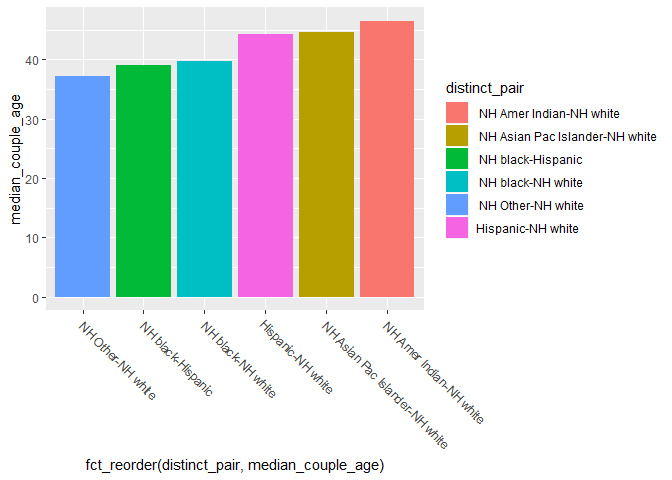 median_couple_age
40
30
20
10
0
NH Other-NH white
NH black-Hispanic
NH black-NH white
Hispanic-NH white
NH Asian Pac Islander-NH white
NH Amer Indian-NH white
fct_reorder(distinct_pair, median_couple_age)
distinct_pair
NH Amer Indian-NH white
NH Asian Pac Islander-NH white
NH black-Hispanic
NH black-NH white
NH Other-NH white
Hispanic-NH white